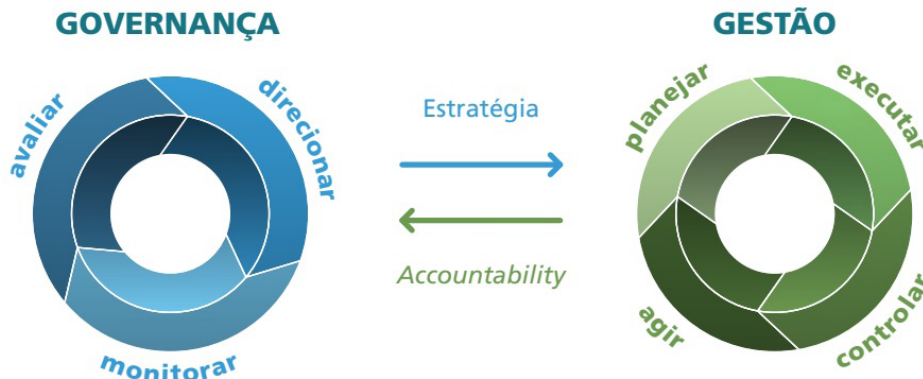 GOVERNANÇA
avaliar
direcionar
monitorar
Estratégia
Accountability
GESTÃO
planejar
executar
controlar
agir